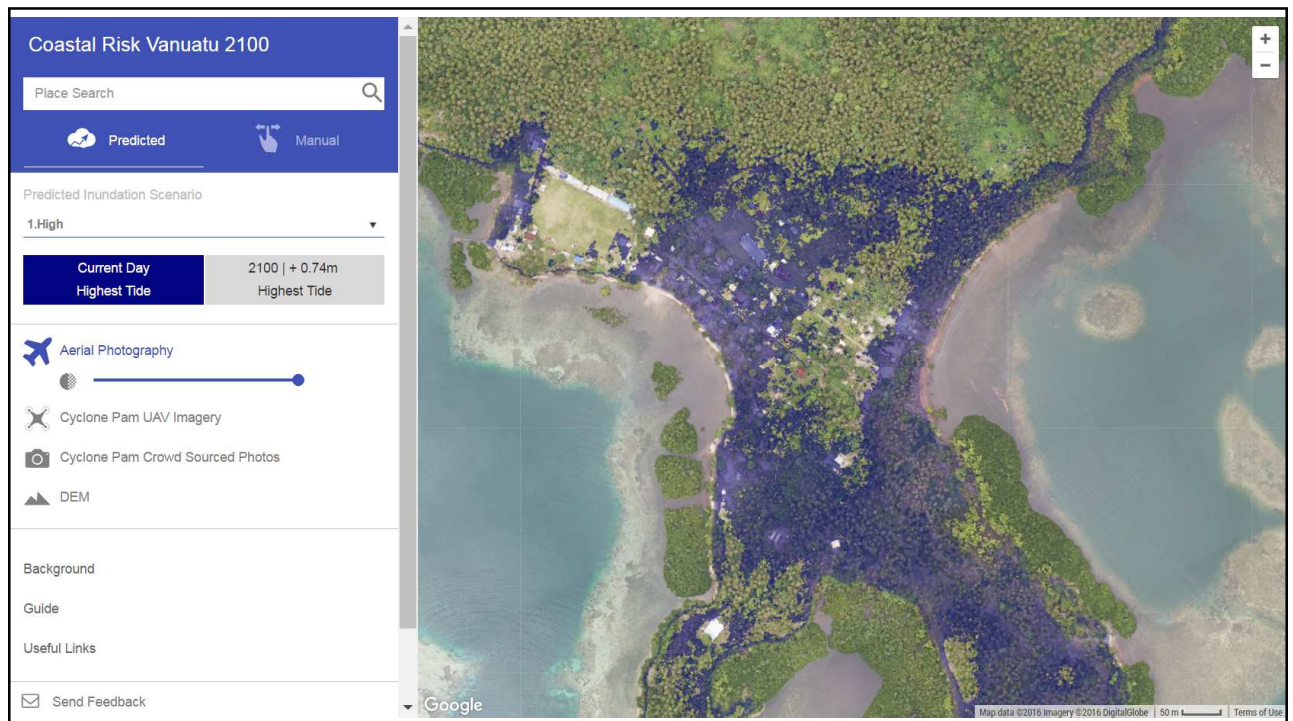 Coastal Risk Vanuatu 2100
Place Search
Predicted
Manual
Predicted Inundation Scenario
1.High
Current Day
Highest Tide
2100 | + 0.74m
Highest Tide
Aerial Photography
Cyclone Pam UAV Imagery
Cyclone Pam Crowd Sourced Photos
DEM
Background
Guide
Useful Links
Send Feedback
+
−
Google
Map data ©2016 Imagery ©2016 DigitalGlobe
50 m
Terms of Use